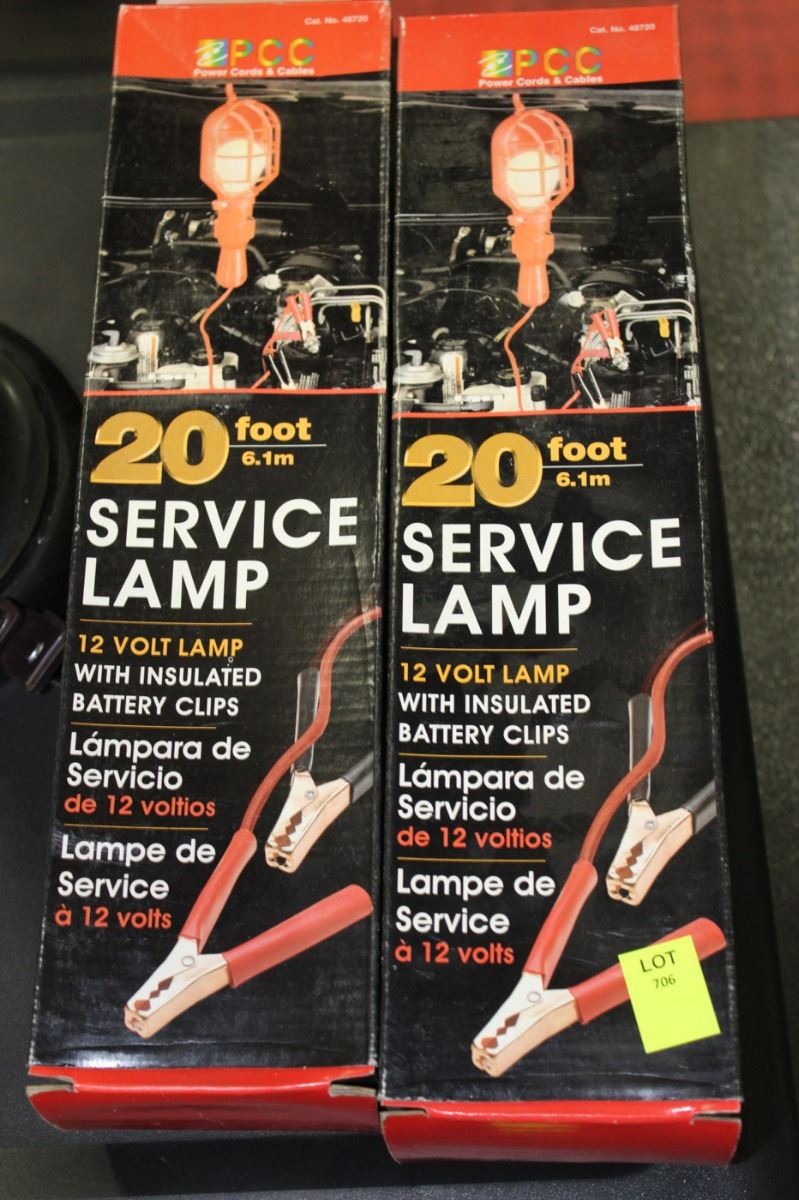 Cat. No. 48720
PCC
Power Cords & Cables
20 foot
6.1m
SERVICE
LAMP
12 VOLT LAMP
WITH INSULATED
BATTERY CLIPS
Lámpara de
Servicio
de 12 voltios
Lampe de
Service
à 12 volts
Cat. No. 48720
PCC
Power Cords & Cables
20 foot
6.1m
SERVICE
LAMP
12 VOLT LAMP
WITH INSULATED
BATTERY CLIPS
Lámpara de
Servicio
de 12 voltios
Lampe de
Service
à 12 volts
LOT
706